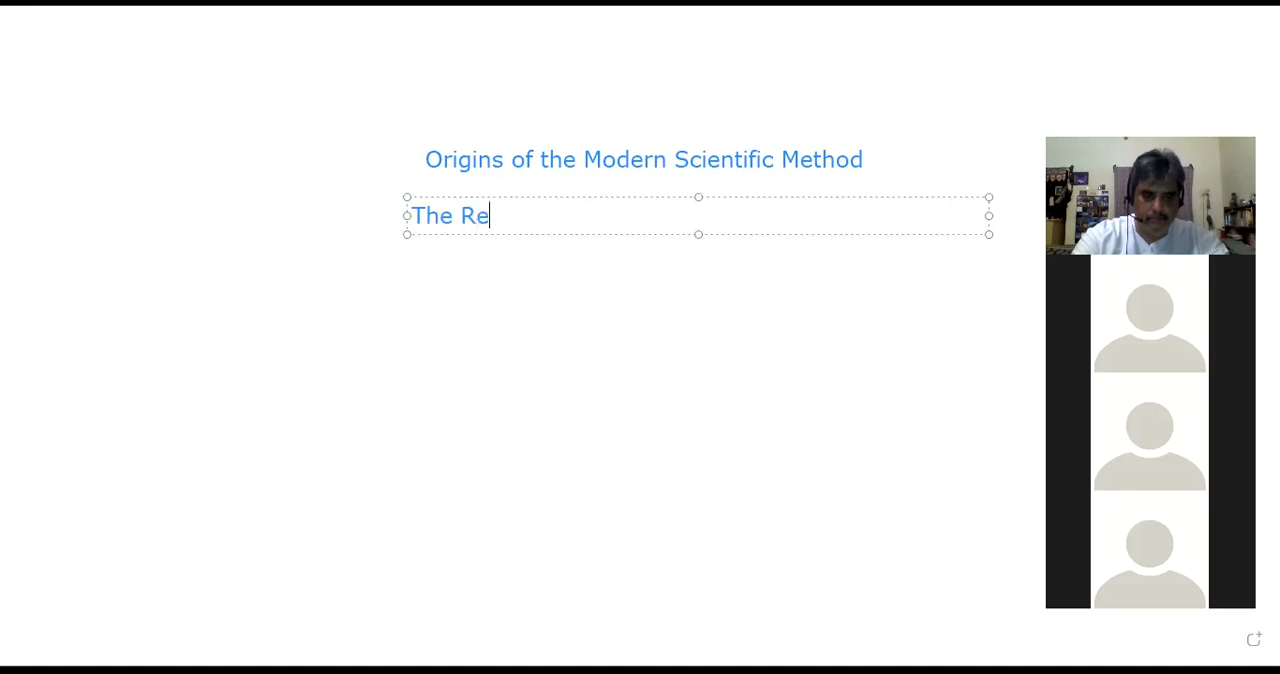 Origins of the Modern Scientific Method
The Re